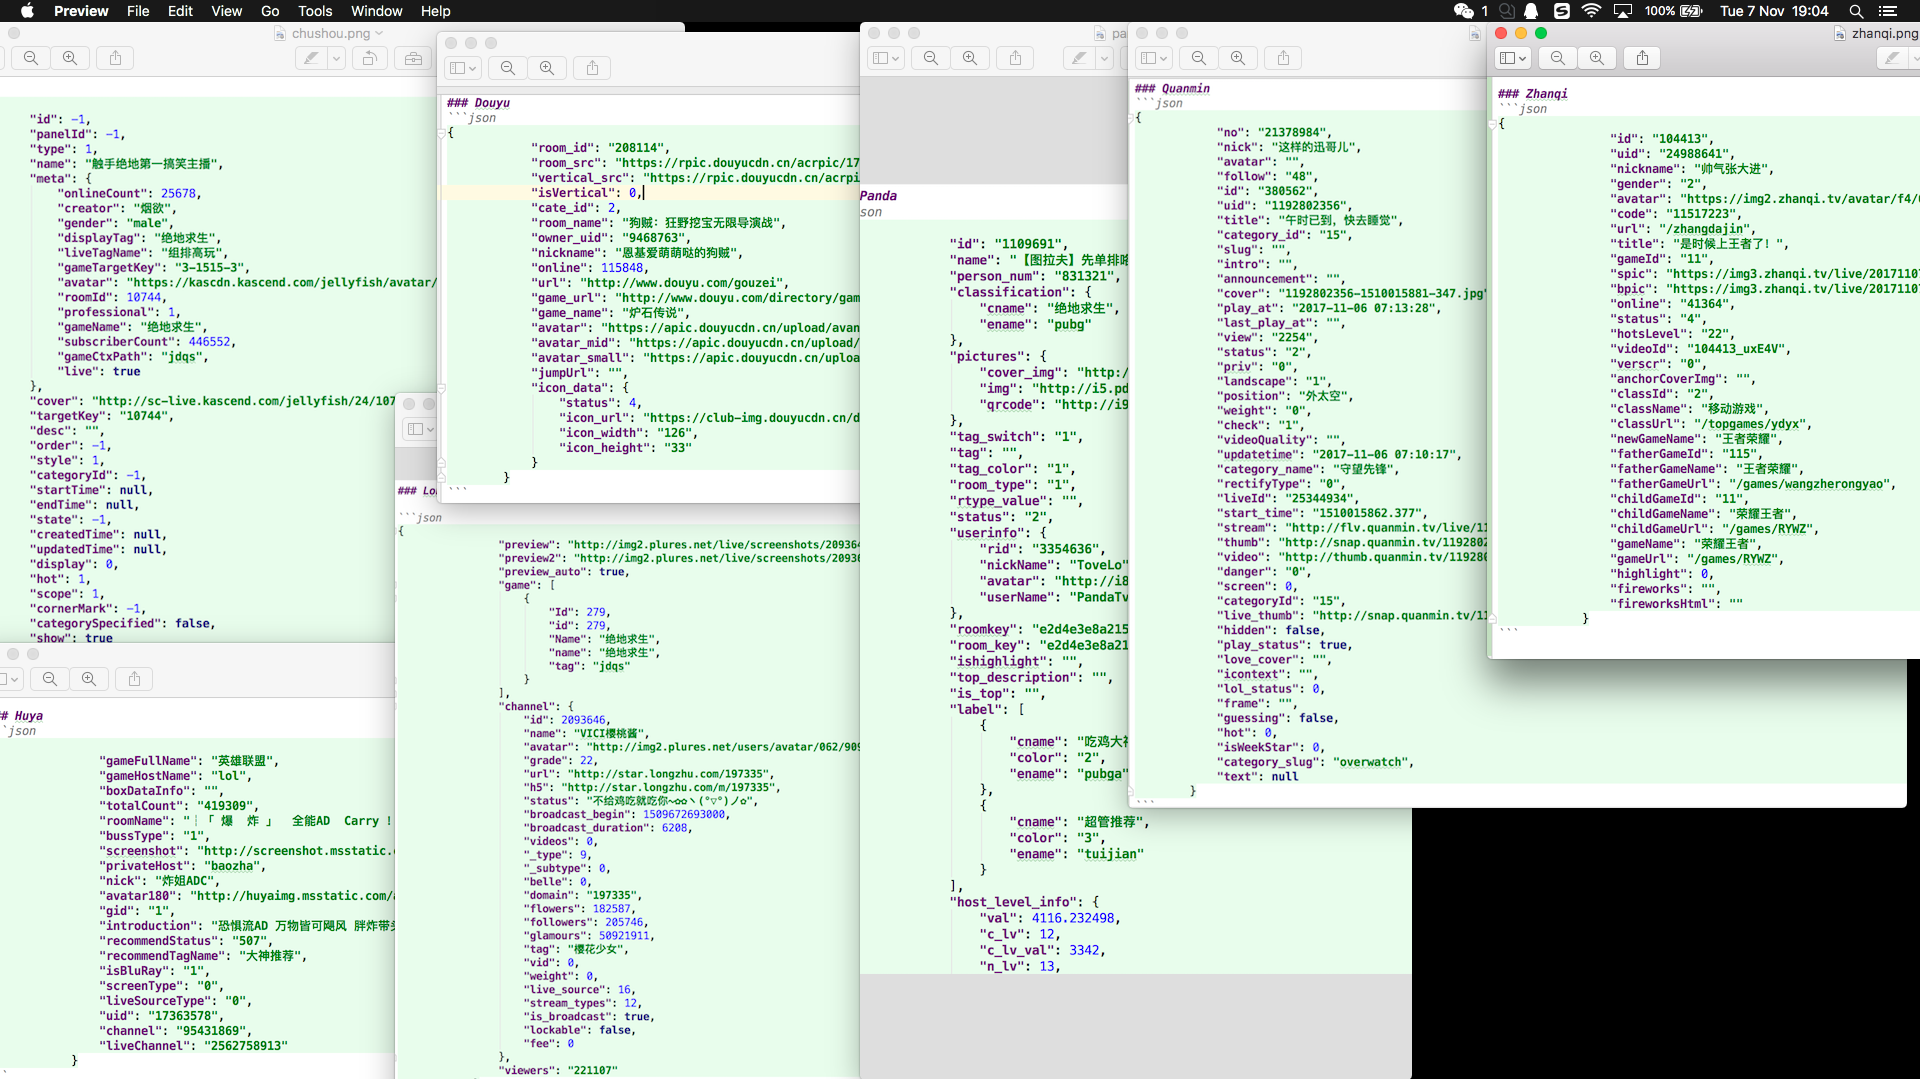 Preview File Edit View Go Tools Window Help
1 100% Tue 7 Nov 19:04
chushou.png
"id": -1,
"panelId": -1,
"type": 1,
"name": "触手绝地第一搞笑主播",
"meta": {
"onlineCount": 25678,
"creator": "烟欲",
"gender": "male",
"displayTag": "绝地求生",
"liveTagName": "组排高玩",
"gameTargetKey": "3-1515-3",
"avatar": "https://kascdn.kascend.com/jellyfish/avatar/
"roomId": 10744,
"professional": 1,
"gameName": "绝地求生",
"subscriberCount": 446552,
"gameCtxPath": "jdqs",
"live": true
},
"cover": "http://sc-live.kascend.com/jellyfish/24/107
"targetKey": "10744",
"desc": "",
"order": -1,
"style": 1,
"categoryId": -1,
"startTime": null,
"endTime": null,
"state": -1,
"createdTime": null,
"updatedTime": null,
"display": 0,
"hot": 1,
"scope": 1,
"cornerMark": -1,
"categorySpecified": false,
"show": true
## Huya
`json
"gameFullName": "英雄联盟",
"gameHostName": "lol",
"boxDataInfo": "",
"totalCount": "419309",
"roomName": "┊「 爆 炸 」 全能AD Carry !
"bussType": "1",
"screenshot": "http://screenshot.msstatic.c
"privateHost": "baozha",
"nick": "炸姐ADC",
"avatar180": "http://huyaimg.msstatic.com/a
"gid": "1",
"introduction": "恐惧流AD 万物皆可飓风 胖炸带头
"recommendStatus": "507",
"recommendTagName": "大神推荐",
"isBluRay": "1",
"screenType": "0",
"liveSourceType": "0",
"uid": "17363578",
"channel": "95431869",
"liveChannel": "2562758913"
}
### Douyu
```json
{
"room_id": "208114",
"room_src": "https://rpic.douyucdn.cn/acrpic/17
"vertical_src": "https://rpic.douyucdn.cn/acrpi
"isVertical": 0,
"cate_id": 2,
"room_name": "狗贼：狂野挖宝无限导演战",
"owner_uid": "9468763",
"nickname": "恩基爱萌萌哒的狗贼",
"online": 115848,
"url": "http://www.douyu.com/gouzei",
"game_url": "http://www.douyu.com/directory/gam
"game_name": "炉石传说",
"avatar": "https://apic.douyucdn.cn/upload/avan
"avatar_mid": "https://apic.douyucdn.cn/upload/
"avatar_small": "https://apic.douyucdn.cn/uploa
"jumpUrl": "",
"icon_data": {
"status": 4,
"icon_url": "https://club-img.douyucdn.cn/d
"icon_width": "126",
"icon_height": "33"
}
}
```
### Lo
```json
{
"preview": "http://img2.plures.net/live/screenshots/209364
"preview2": "http://img2.plures.net/live/screenshots/20936
"preview_auto": true,
"game": [
{
"Id": 279,
"id": 279,
"Name": "绝地求生",
"name": "绝地求生",
"tag": "jdqs"
}
],
"channel": {
"id": 2093646,
"name": "VICI樱桃酱",
"avatar": "http://img2.plures.net/users/avatar/062/909
"grade": 22,
"url": "http://star.longzhu.com/197335",
"h5": "http://star.longzhu.com/m/197335",
"status": "不给鸡吃就吃你~✿✿ヽ(°▽°)ノ✿",
"broadcast_begin": 1509672693000,
"broadcast_duration": 6208,
"videos": 0,
"_type": 9,
"_subtype": 0,
"belle": 0,
"domain": "197335",
"flowers": 182587,
"followers": 205746,
"glamours": 50921911,
"tag": "樱花少女",
"vid": 0,
"weight": 0,
"live_source": 16,
"stream_types": 12,
"is_broadcast": true,
"lockable": false,
"fee": 0
},
"viewers": "221107"
pa
Panda
son
"id": "1109691",
"name": "【图拉夫】先单排
"person_num": "831321",
"classification": {
"cname": "绝地求生",
"ename": "pubg"
},
"pictures": {
"cover_img": "http:/
"img": "http://i5.pd
"qrcode": "http://i9
},
"tag_switch": "1",
"tag": "",
"tag_color": "1",
"room_type": "1",
"rtype_value": "",
"status": "2",
"userinfo": {
"rid": "3354636",
"nickName": "ToveLo"
"avatar": "http://i8
"userName": "PandaTv
},
"roomkey": "e2d4e3e8a215
"room_key": "e2d4e3e8a21
"ishighlight": "",
"top_description": "",
"is_top": "",
"label": [
{
"cname": "吃鸡大神
"color": "2",
"ename": "pubga"
},
{
"cname": "超管推荐",
"color": "3",
"ename": "tuijian"
}
],
"host_level_info": {
"val": 4116.232498,
"c_lv": 12,
"c_lv_val": 3342,
"n_lv": 13,
### Quanmin
```json
{
"no": "21378984",
"nick": "这样的迅哥儿",
"avatar": "",
"follow": "48",
"id": "380562",
"uid": "1192802356",
"title": "午时已到，快去睡觉",
"category_id": "15",
"slug": "",
"intro": "",
"announcement": "",
"cover": "1192802356-1510015881-347.jpg"
"play_at": "2017-11-06 07:13:28",
"last_play_at": "",
"view": "2254",
"status": "2",
"priv": "0",
"landscape": "1",
"position": "外太空",
"weight": "0",
"check": "1",
"videoQuality": "",
"updatetime": "2017-11-06 07:10:17",
"category_name": "守望先锋",
"rectifyType": "0",
"liveId": "25344934",
"start_time": "1510015862.377",
"stream": "http://flv.quanmin.tv/live/11
"thumb": "http://snap.quanmin.tv/1192802
"video": "http://thumb.quanmin.tv/119280
"danger": "0",
"screen": 0,
"categoryId": "15",
"live_thumb": "http://snap.quanmin.tv/11
"hidden": false,
"play_status": true,
"love_cover": "",
"icontext": "",
"lol_status": 0,
"frame": "",
"guessing": false,
"hot": 0,
"isWeekStar": 0,
"category_slug": "overwatch",
"text": null
}
```
zhanqi.png
### Zhanqi
```json
{
"id": "104413",
"uid": "24988641",
"nickname": "帅气张大进",
"gender": "2",
"avatar": "https://img2.zhanqi.tv/avatar/f4/
"code": "11517223",
"url": "/zhangdajin",
"title": "是时候上王者了！",
"gameId": "11",
"spic": "https://img3.zhanqi.tv/live/2017110
"bpic": "https://img3.zhanqi.tv/live/2017110
"online": "41364",
"status": "4",
"hotsLevel": "22",
"videoId": "104413_uxE4V",
"verscr": "0",
"anchorCoverImg": "",
"classId": "2",
"className": "移动游戏",
"classUrl": "/topgames/ydyx",
"newGameName": "王者荣耀",
"fatherGameId": "115",
"fatherGameName": "王者荣耀",
"fatherGameUrl": "/games/wangzherongyao",
"childGameId": "11",
"childGameName": "荣耀王者",
"childGameUrl": "/games/RYWZ",
"gameName": "荣耀王者",
"gameUrl": "/games/RYWZ",
"highlight": 0,
"fireworks": "",
"fireworksHtml": ""
}
```